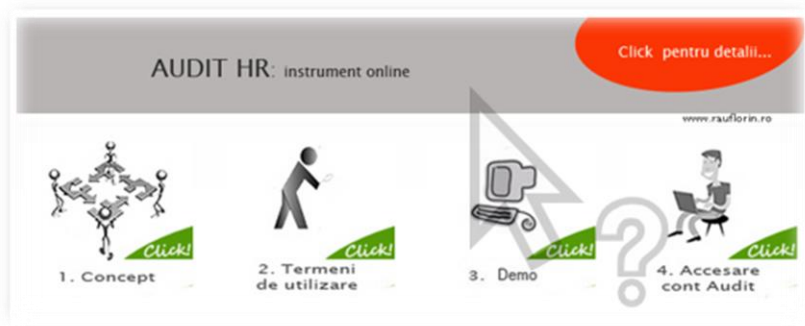 AUDIT HR: instrument online
Click pentru detalii...
www.rauflorin.ro
Click!
1. Concept
Click!
2. Termeni
de utilizare
Click!
3. Demo
Click!
4. Accesare
cont Audit